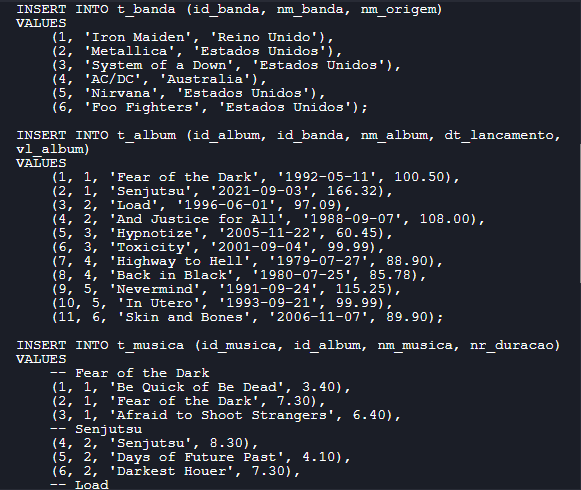 INSERT INTO t_banda (id_banda, nm_banda, nm_origem)
VALUES
(1, 'Iron Maiden', 'Reino Unido'),
(2, 'Metallica', 'Estados Unidos'),
(3, 'System of a Down', 'Estados Unidos'),
(4, 'AC/DC', 'Australia'),
(5, 'Nirvana', 'Estados Unidos'),
(6, 'Foo Fighters', 'Estados Unidos');
INSERT INTO t_album (id_album, id_banda, nm_album, dt_lancamento,
vl_album)
VALUES
(1, 1, 'Fear of the Dark', '1992-05-11', 100.50),
(2, 1, 'Senjutsu', '2021-09-03', 166.32),
(3, 2, 'Load', '1996-06-01', 97.09),
(4, 2, 'And Justice for All', '1988-09-07', 108.00),
(5, 3, 'Hypnotize', '2005-11-22', 60.45),
(6, 3, 'Toxicity', '2001-09-04', 99.99),
(7, 4, 'Highway to Hell', '1979-07-27', 88.90),
(8, 4, 'Back in Black', '1980-07-25', 85.78),
(9, 5, 'Nevermind', '1991-09-24', 115.25),
(10, 5, 'In Utero', '1993-09-21', 99.99),
(11, 6, 'Skin and Bones', '2006-11-07', 89.90);
INSERT INTO t_musica (id_musica, id_album, nm_musica, nr_duracao)
VALUES
-- Fear of the Dark
(1, 1, 'Be Quick of Be Dead', 3.40),
(2, 1, 'Fear of the Dark', 7.30),
(3, 1, 'Afraid to Shoot Strangers', 6.40),
-- Senjutsu
(4, 2, 'Senjutsu', 8.30),
(5, 2, 'Days of Future Past', 4.10),
(6, 2, 'Darkest Houer', 7.30),
-- Load